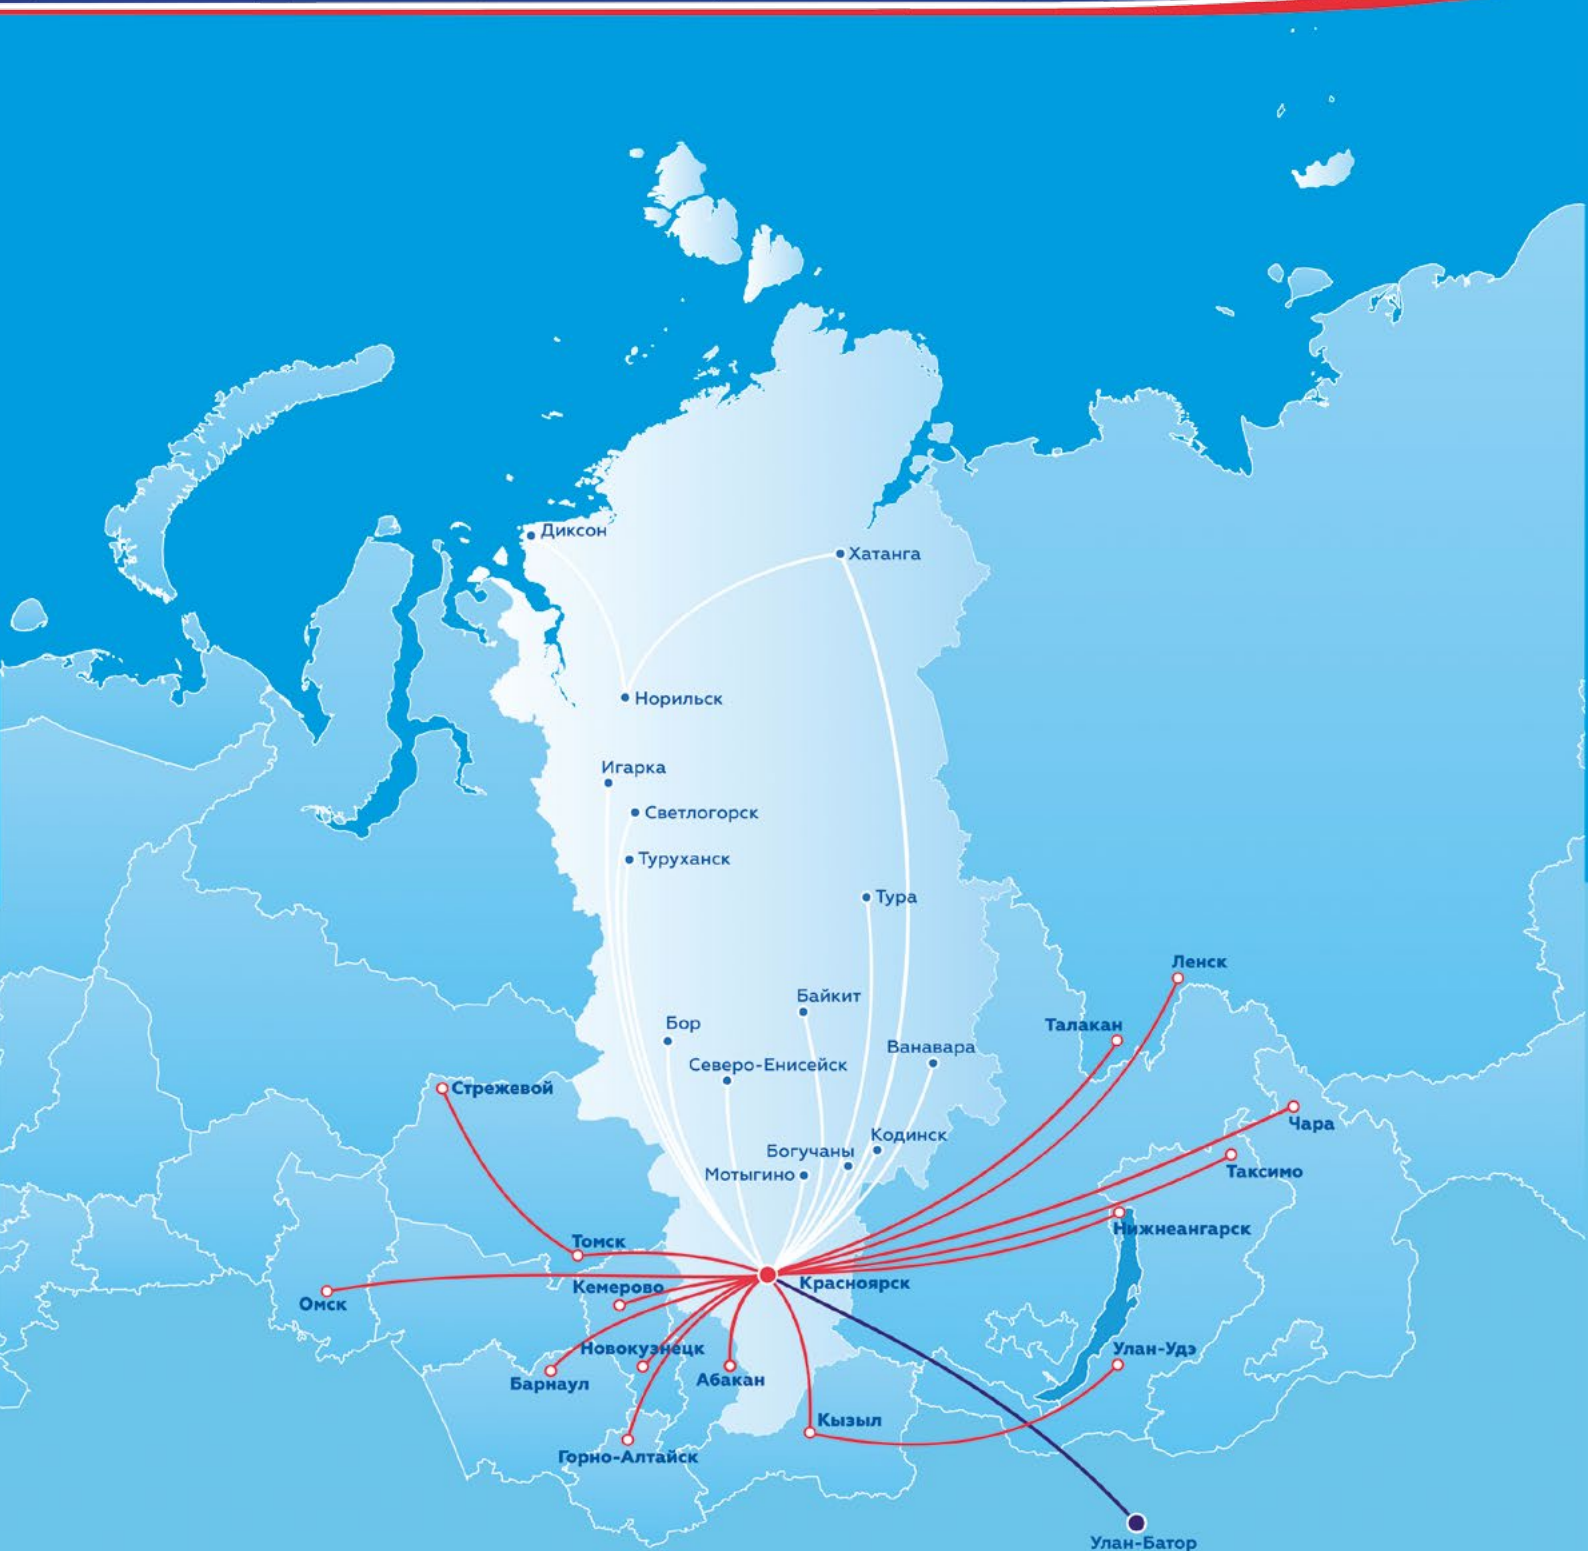 Диксон
Хатанга
Норильск
Игарка
Светлогорск
Туруханск
Тура
Ленск
Байкит
Бор
Талакан
Ванавара
Северо-Енисейск
Стрежевой
Чара
Кодинск
Богучаны
Мотыгино
Таксимо
Нижнеангарск
Томск
Красноярск
Кемерово
Омск
Новокузнецк
Улан-Удэ
Абакан
Барнаул
Кызыл
Горно-Алтайск
Улан-Батор